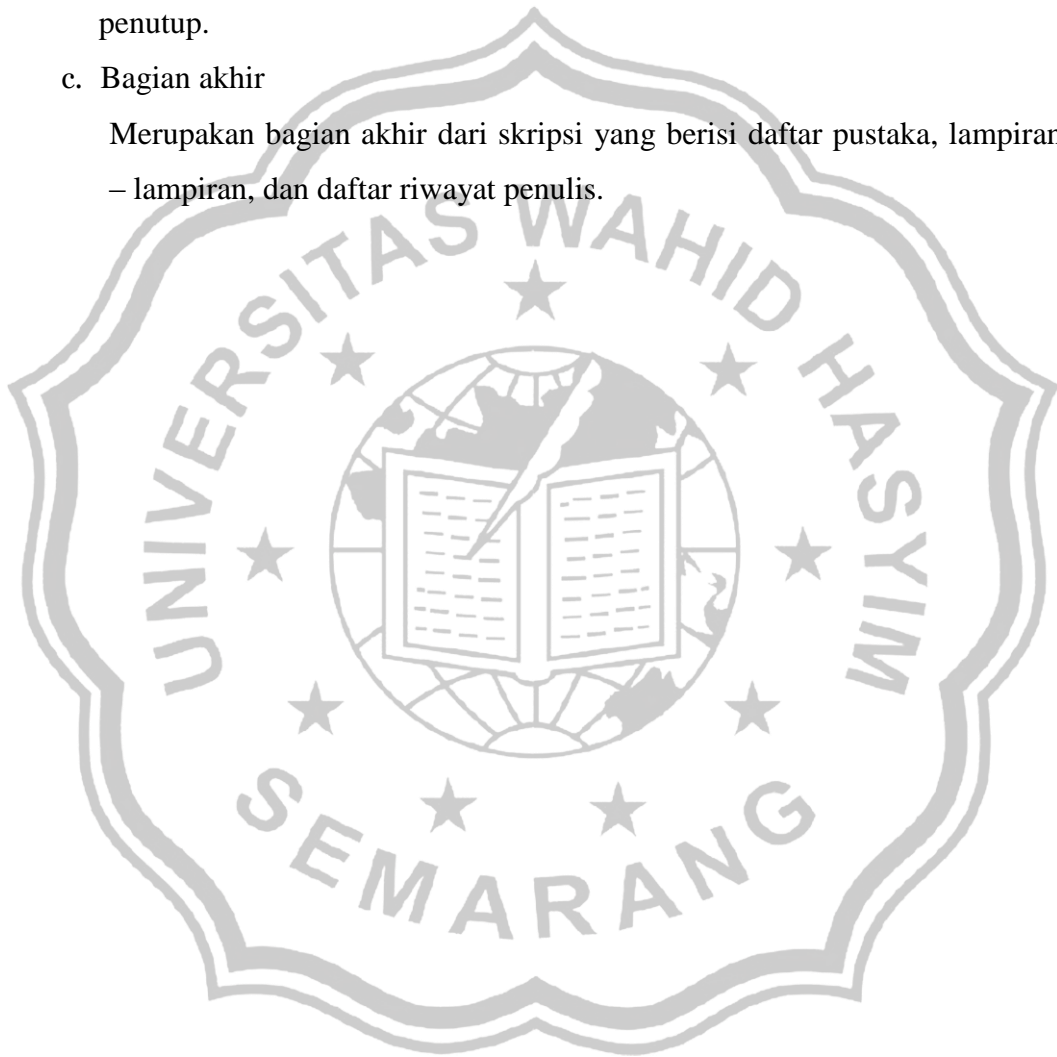 penutup.
c. Bagian akhir
Merupakan bagian akhir dari skripsi yang berisi daftar pustaka, lampiran
– lampiran, dan daftar riwayat penulis.
UNIVERSITAS WAHID HASYIM
SEMARANG